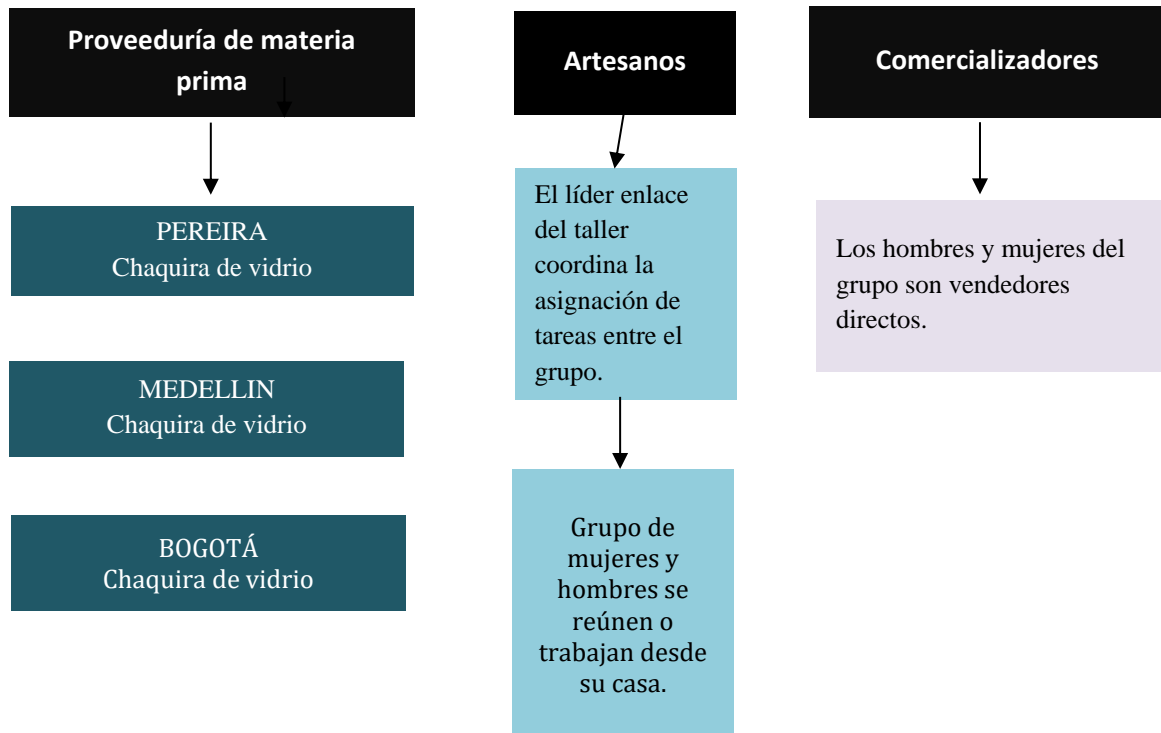 Proveeduría de materia
prima
PEREIRA
Chaquira de vidrio
MEDELLIN
Chaquira de vidrio
BOGOTÁ
Chaquira de vidrio
Artesanos
El líder enlace
del taller
coordina la
asignación de
tareas entre el
grupo.
Grupo de
mujeres y
hombres se
reúnen o
trabajan desde
su casa.
Comercializadores
Los hombres y mujeres del
grupo son vendedores
directos.